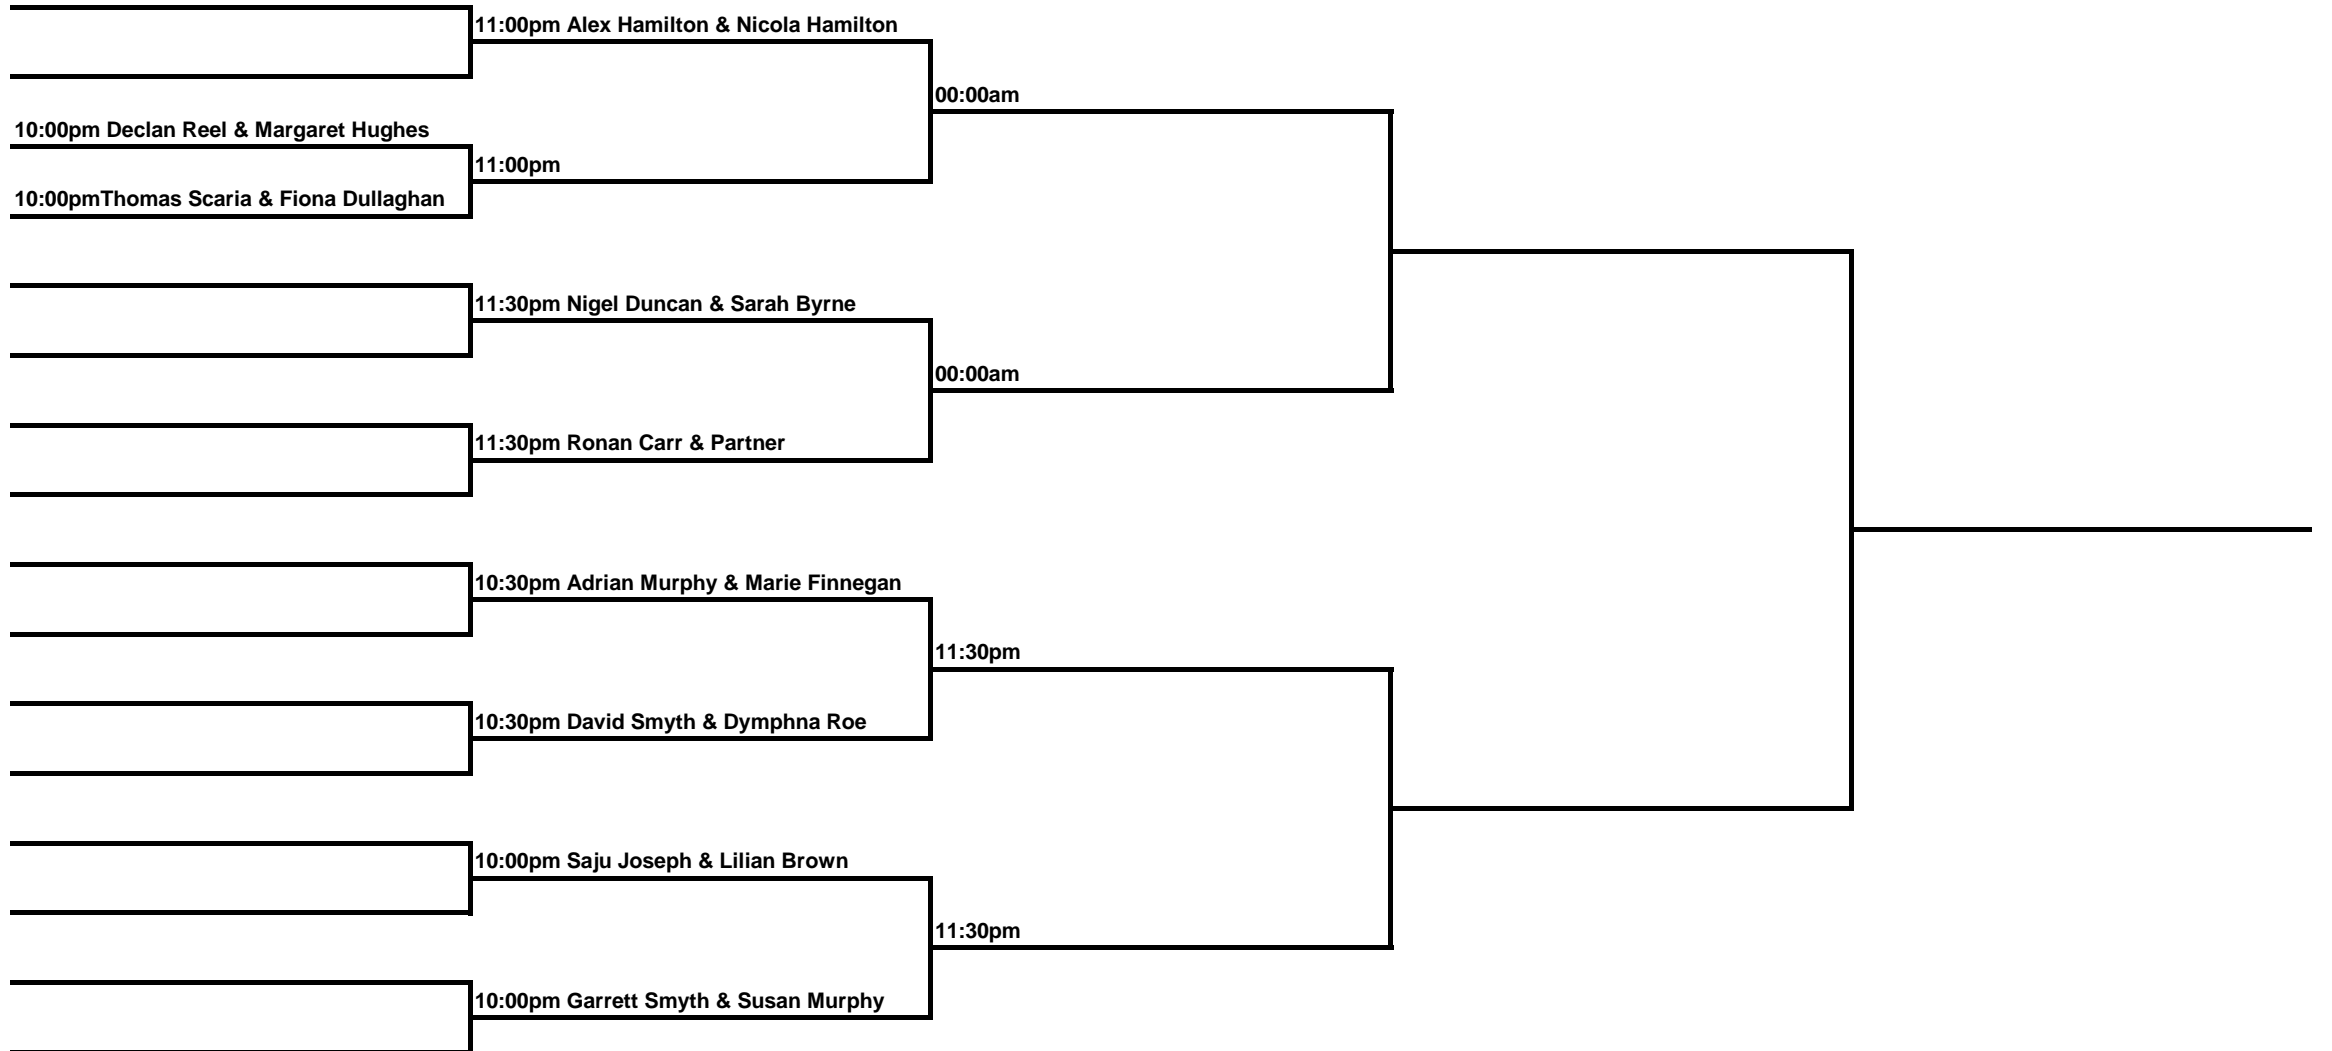 11:00pm Alex Hamilton & Nicola Hamilton
00:00am
10:00pm Declan Reel & Margaret Hughes
11:00pm
10:00pmThomas Scaria & Fiona Dullaghan
11:30pm Nigel Duncan & Sarah Byrne
00:00am
11:30pm Ronan Carr & Partner
10:30pm Adrian Murphy & Marie Finnegan
11:30pm
10:30pm David Smyth & Dymphna Roe
10:00pm Saju Joseph & Lilian Brown
11:30pm
10:00pm Garrett Smyth & Susan Murphy